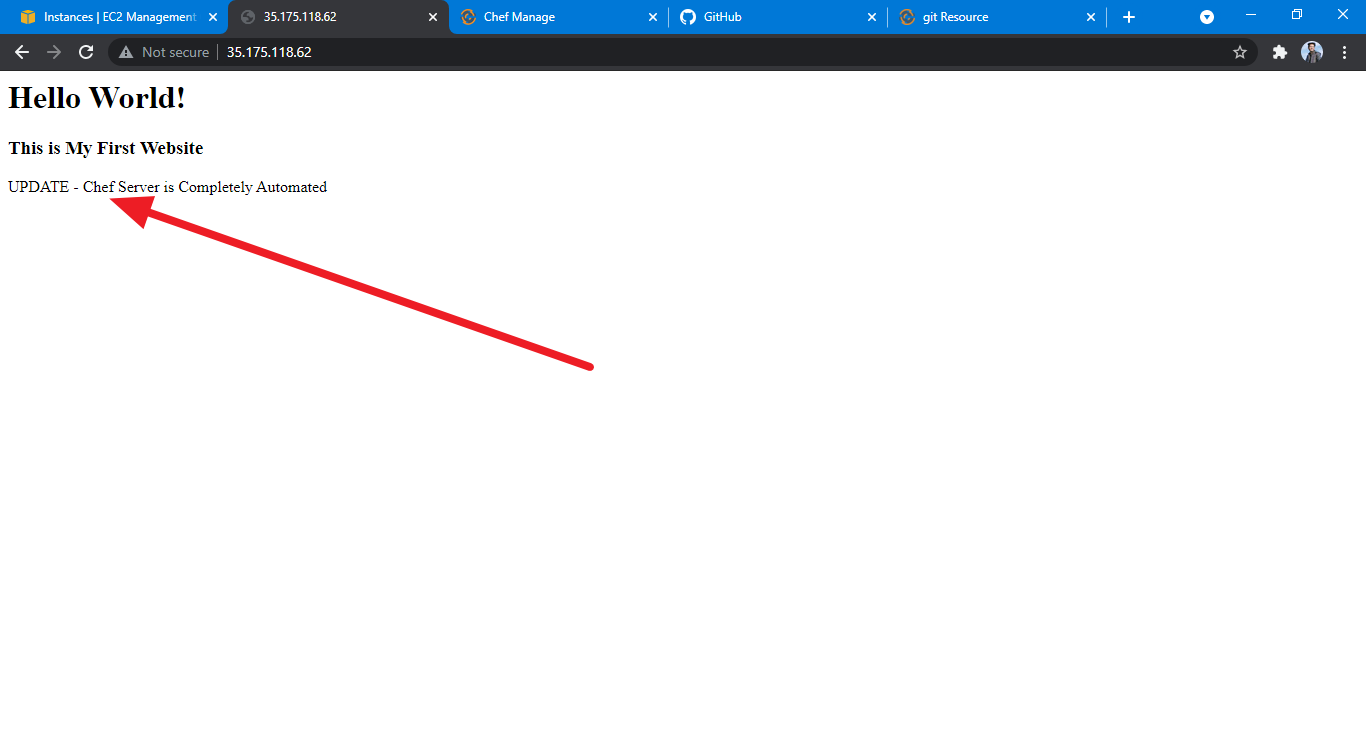 Instances | EC2 Management
35.175.118.62
Chef Manage
GitHub
git Resource
Not secure
35.175.118.62
Hello World!
This is My First Website
UPDATE - Chef Server is Completely Automated